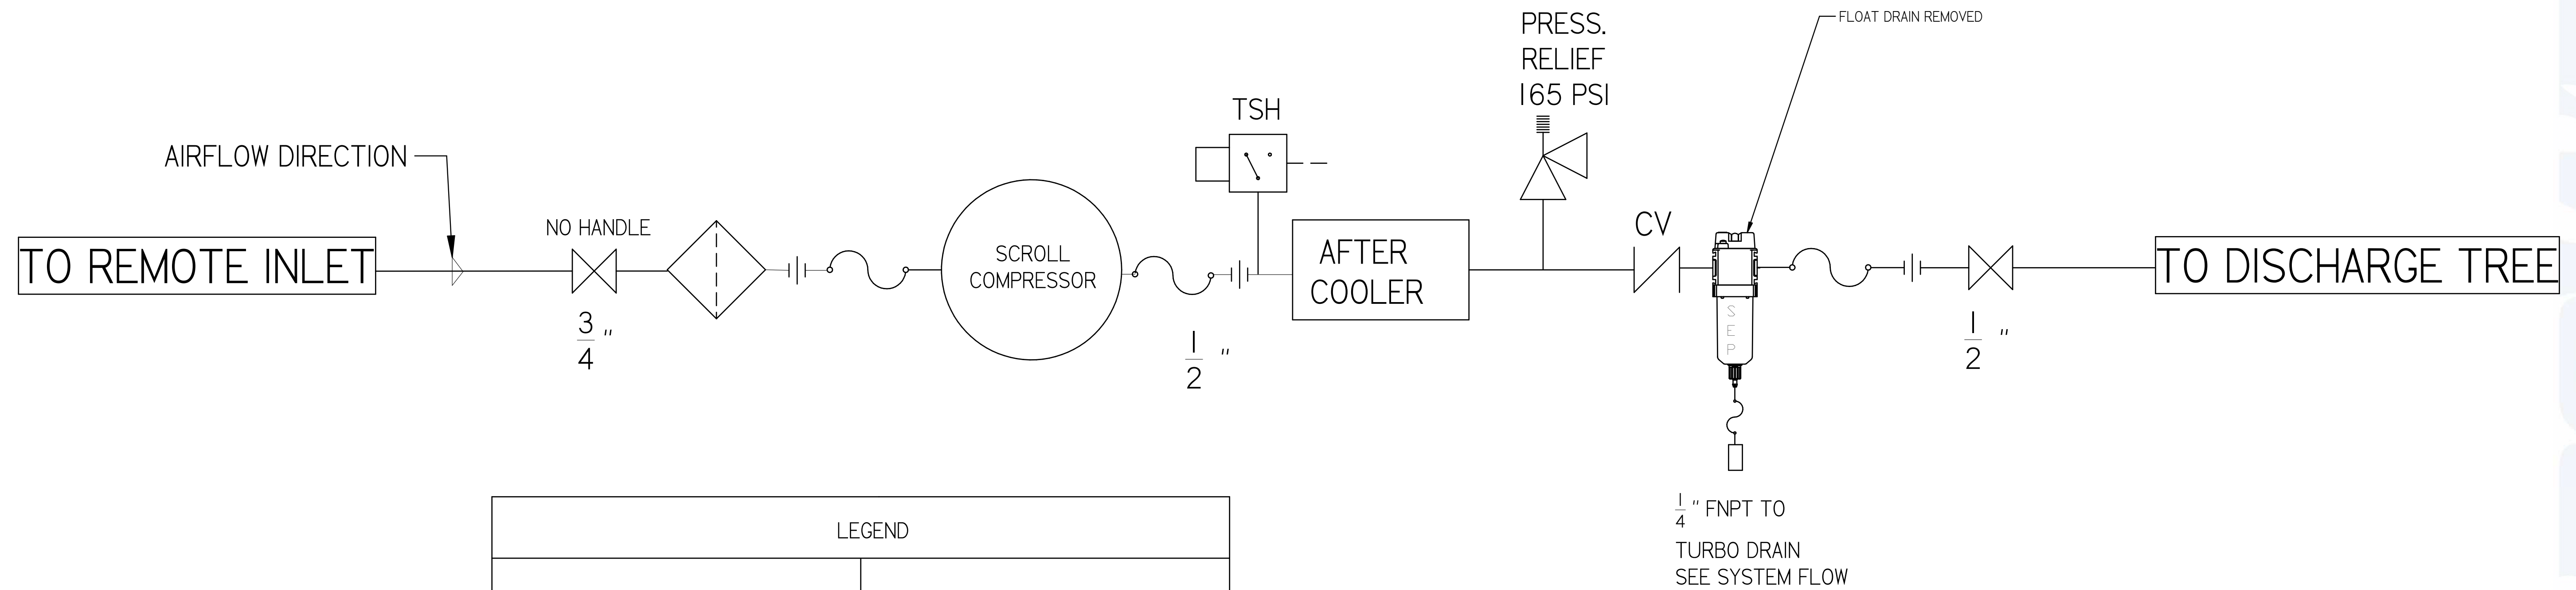 PRESS.
RELIEF
165 PSI
FLOAT DRAIN REMOVED
TSH
AIRFLOW DIRECTION
NO HANDLE
CV
TO REMOTE INLET
SCROLL
COMPRESSOR
AFTER
COOLER
TO DISCHARGE TREE
S
E
P
3/4 "
1/2 "
1/2 "
1/4 " FNPT TO
TURBO DRAIN
SEE SYSTEM FLOW
LEGEND